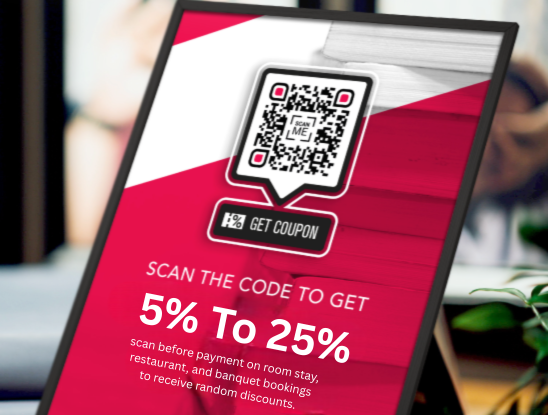 SCAN
ME
%
GET COUPON
SCAN THE CODE TO GET
5% To 25%
scan before payment on room stay,
restaurant, and banquet bookings
to receive random discounts.